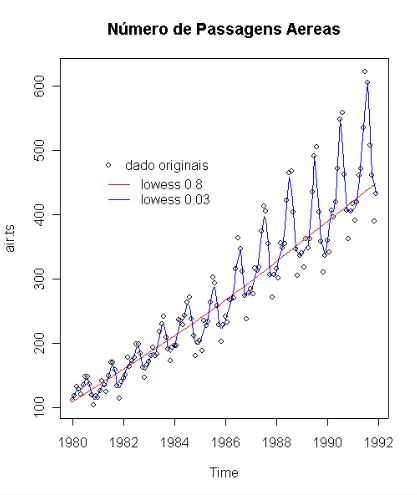 Número de Passagens Aereas
600
500
400
300
200
100
air.ts
dado originais
lowess 0.8
lowess 0.03
1980 1982 1984 1986 1988 1990 1992
Time